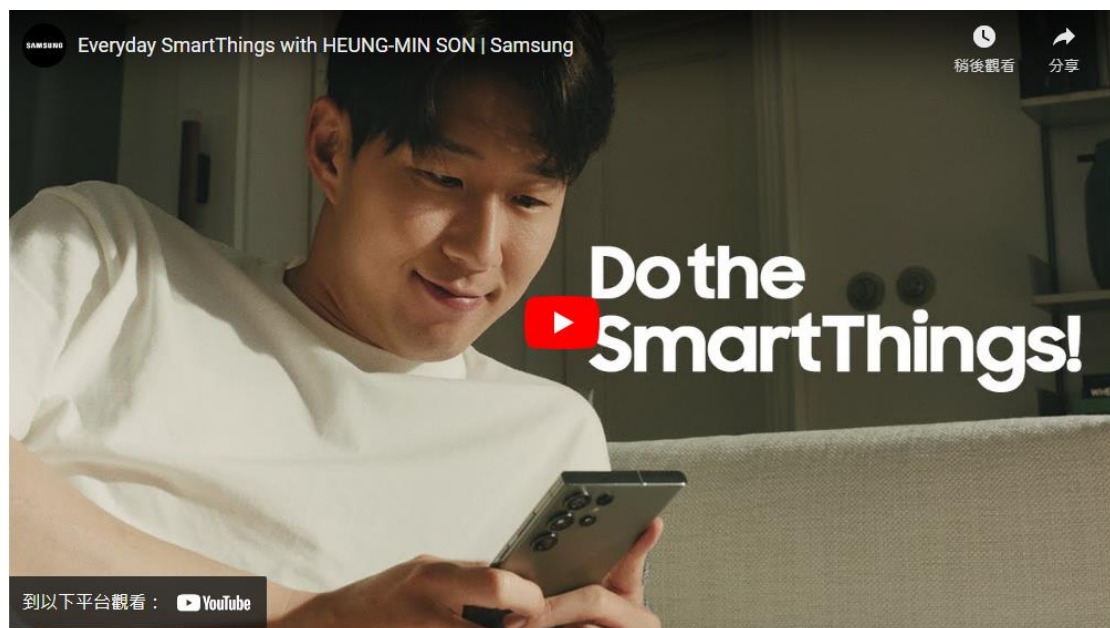 SAMSUNG
Everyday SmartThings with HEUNG-MIN SON | Samsung
稍後觀看
分享
Do the
SmartThings!
到以下平台觀看：
YouTube